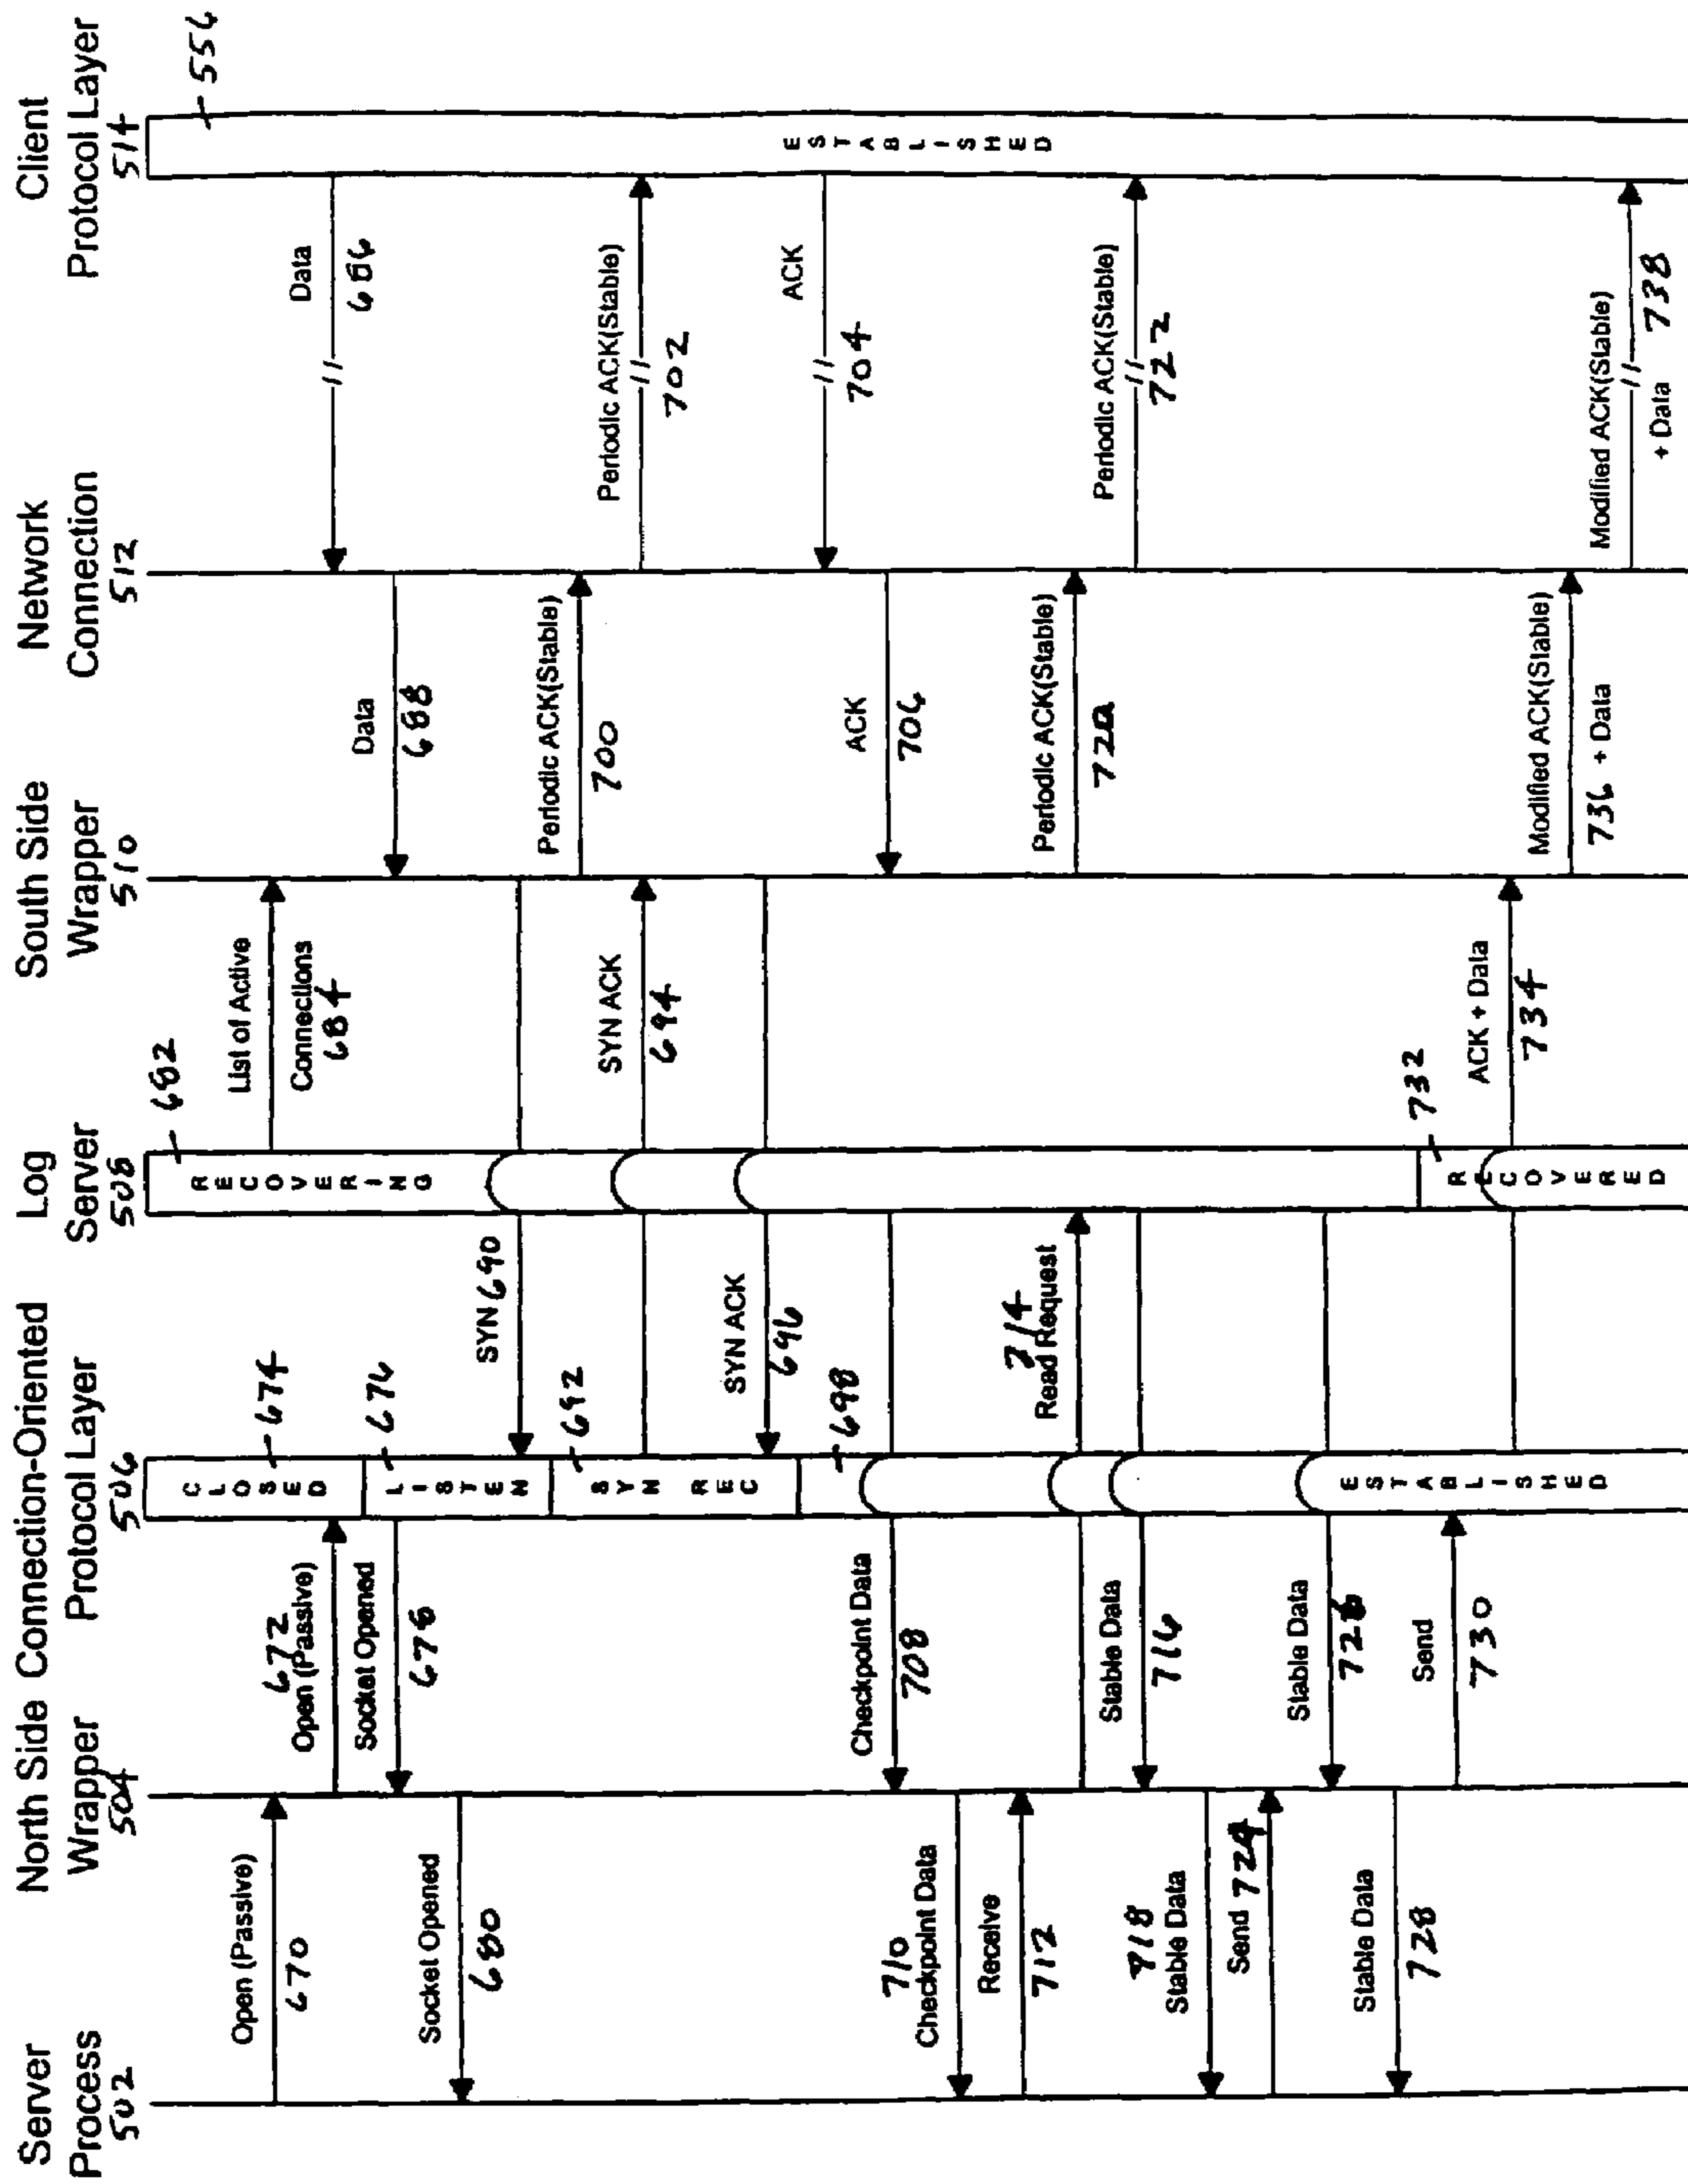 Server
Process
502
North Side
Wrapper
504
Connection-Oriented
Protocol Layer
506
Log
Server
508
South Side
Wrapper
510
Network
Connection
512
Client
Protocol Layer
514
Open (Passive)
670
672
Open (Passive)
CLOSED
674
RECOVERING
682
List of Active
Connections
684
Data
686
554
Socket Opened
678
LISTEN
676
Data
688
Socket Opened
680
SYN 690
SYN REC
692
Periodic ACK(Stable)
700
SYN ACK
694
Periodic ACK(Stable)
702
SYN ACK
696
698
ACK
704
Checkpoint Data
708
ACK
706
710
Checkpoint Data
Receive
712
714
Read Request
Periodic ACK(Stable)
720
Stable Data
716
Periodic ACK(Stable)
722
718
Stable Data
Send 724
Stable Data
726
Stable Data
728
Send
730
ESTABLISHED
RECOVERED
732
ACK + Data
734
Modified ACK(Stable)
736 + Data
Modified ACK(Stable)
+ Data 738
ESTABLISHED